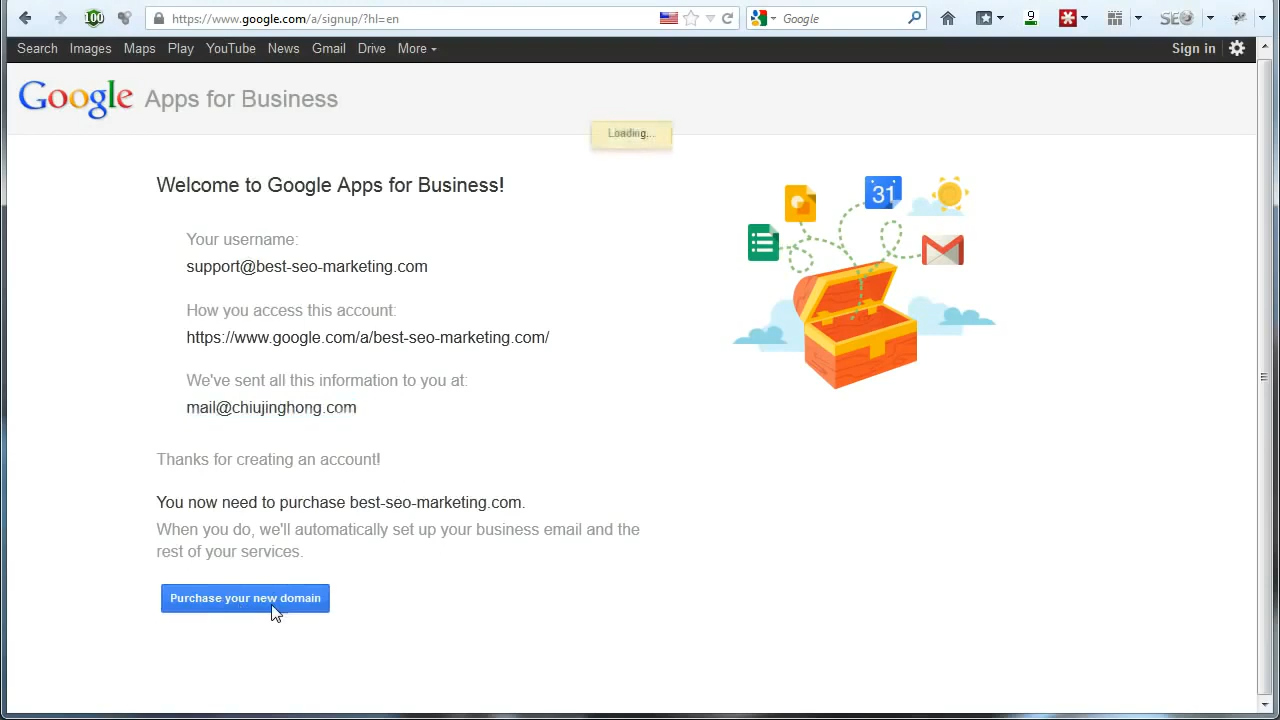 100
https://www.google.com/a/signup/?hl=en
Google
9
SEO
Search Images Maps Play YouTube News Gmail Drive More
Sign in
Google Apps for Business
Loading...
Welcome to Google Apps for Business!
31
Your username:
support@best-seo-marketing.com
How you access this account:
https://www.google.com/a/best-seo-marketing.com/
We've sent all this information to you at:
mail@chiujinghong.com
Thanks for creating an account!
You now need to purchase best-seo-marketing.com.
When you do, we'll automatically set up your business email and the
rest of your services.
Purchase your new domain